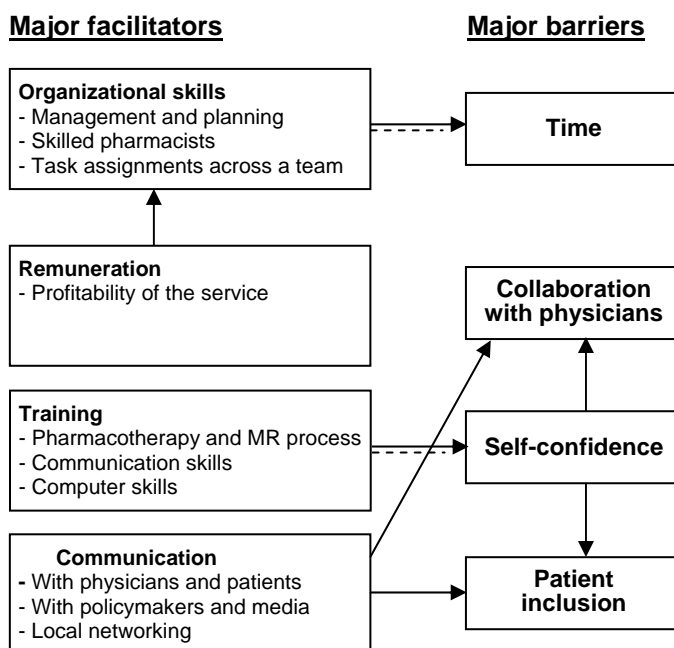 Major facilitators
Major barriers
Organizational skills
- Management and planning
- Skilled pharmacists
- Task assignments across a team
Time
Remuneration
- Profitability of the service
Collaboration
with physicians
Training
- Pharmacotherapy and MR process
- Communication skills
- Computer skills
Self-confidence
Communication
- With physicians and patients
- With policymakers and media
- Local networking
Patient
inclusion